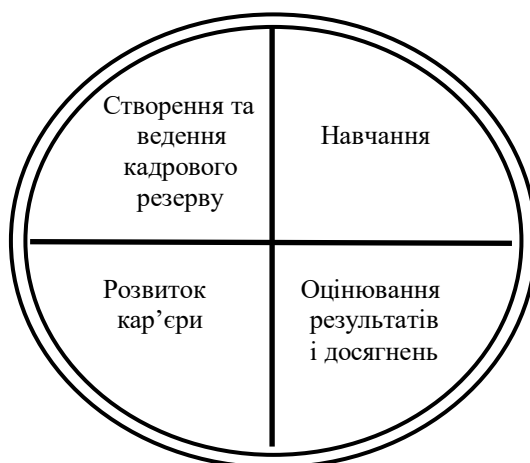 Створення та
ведення
кадрового
резерву
Навчання
Розвиток
кар’єри
Оцінювання
результатів
і досягнень